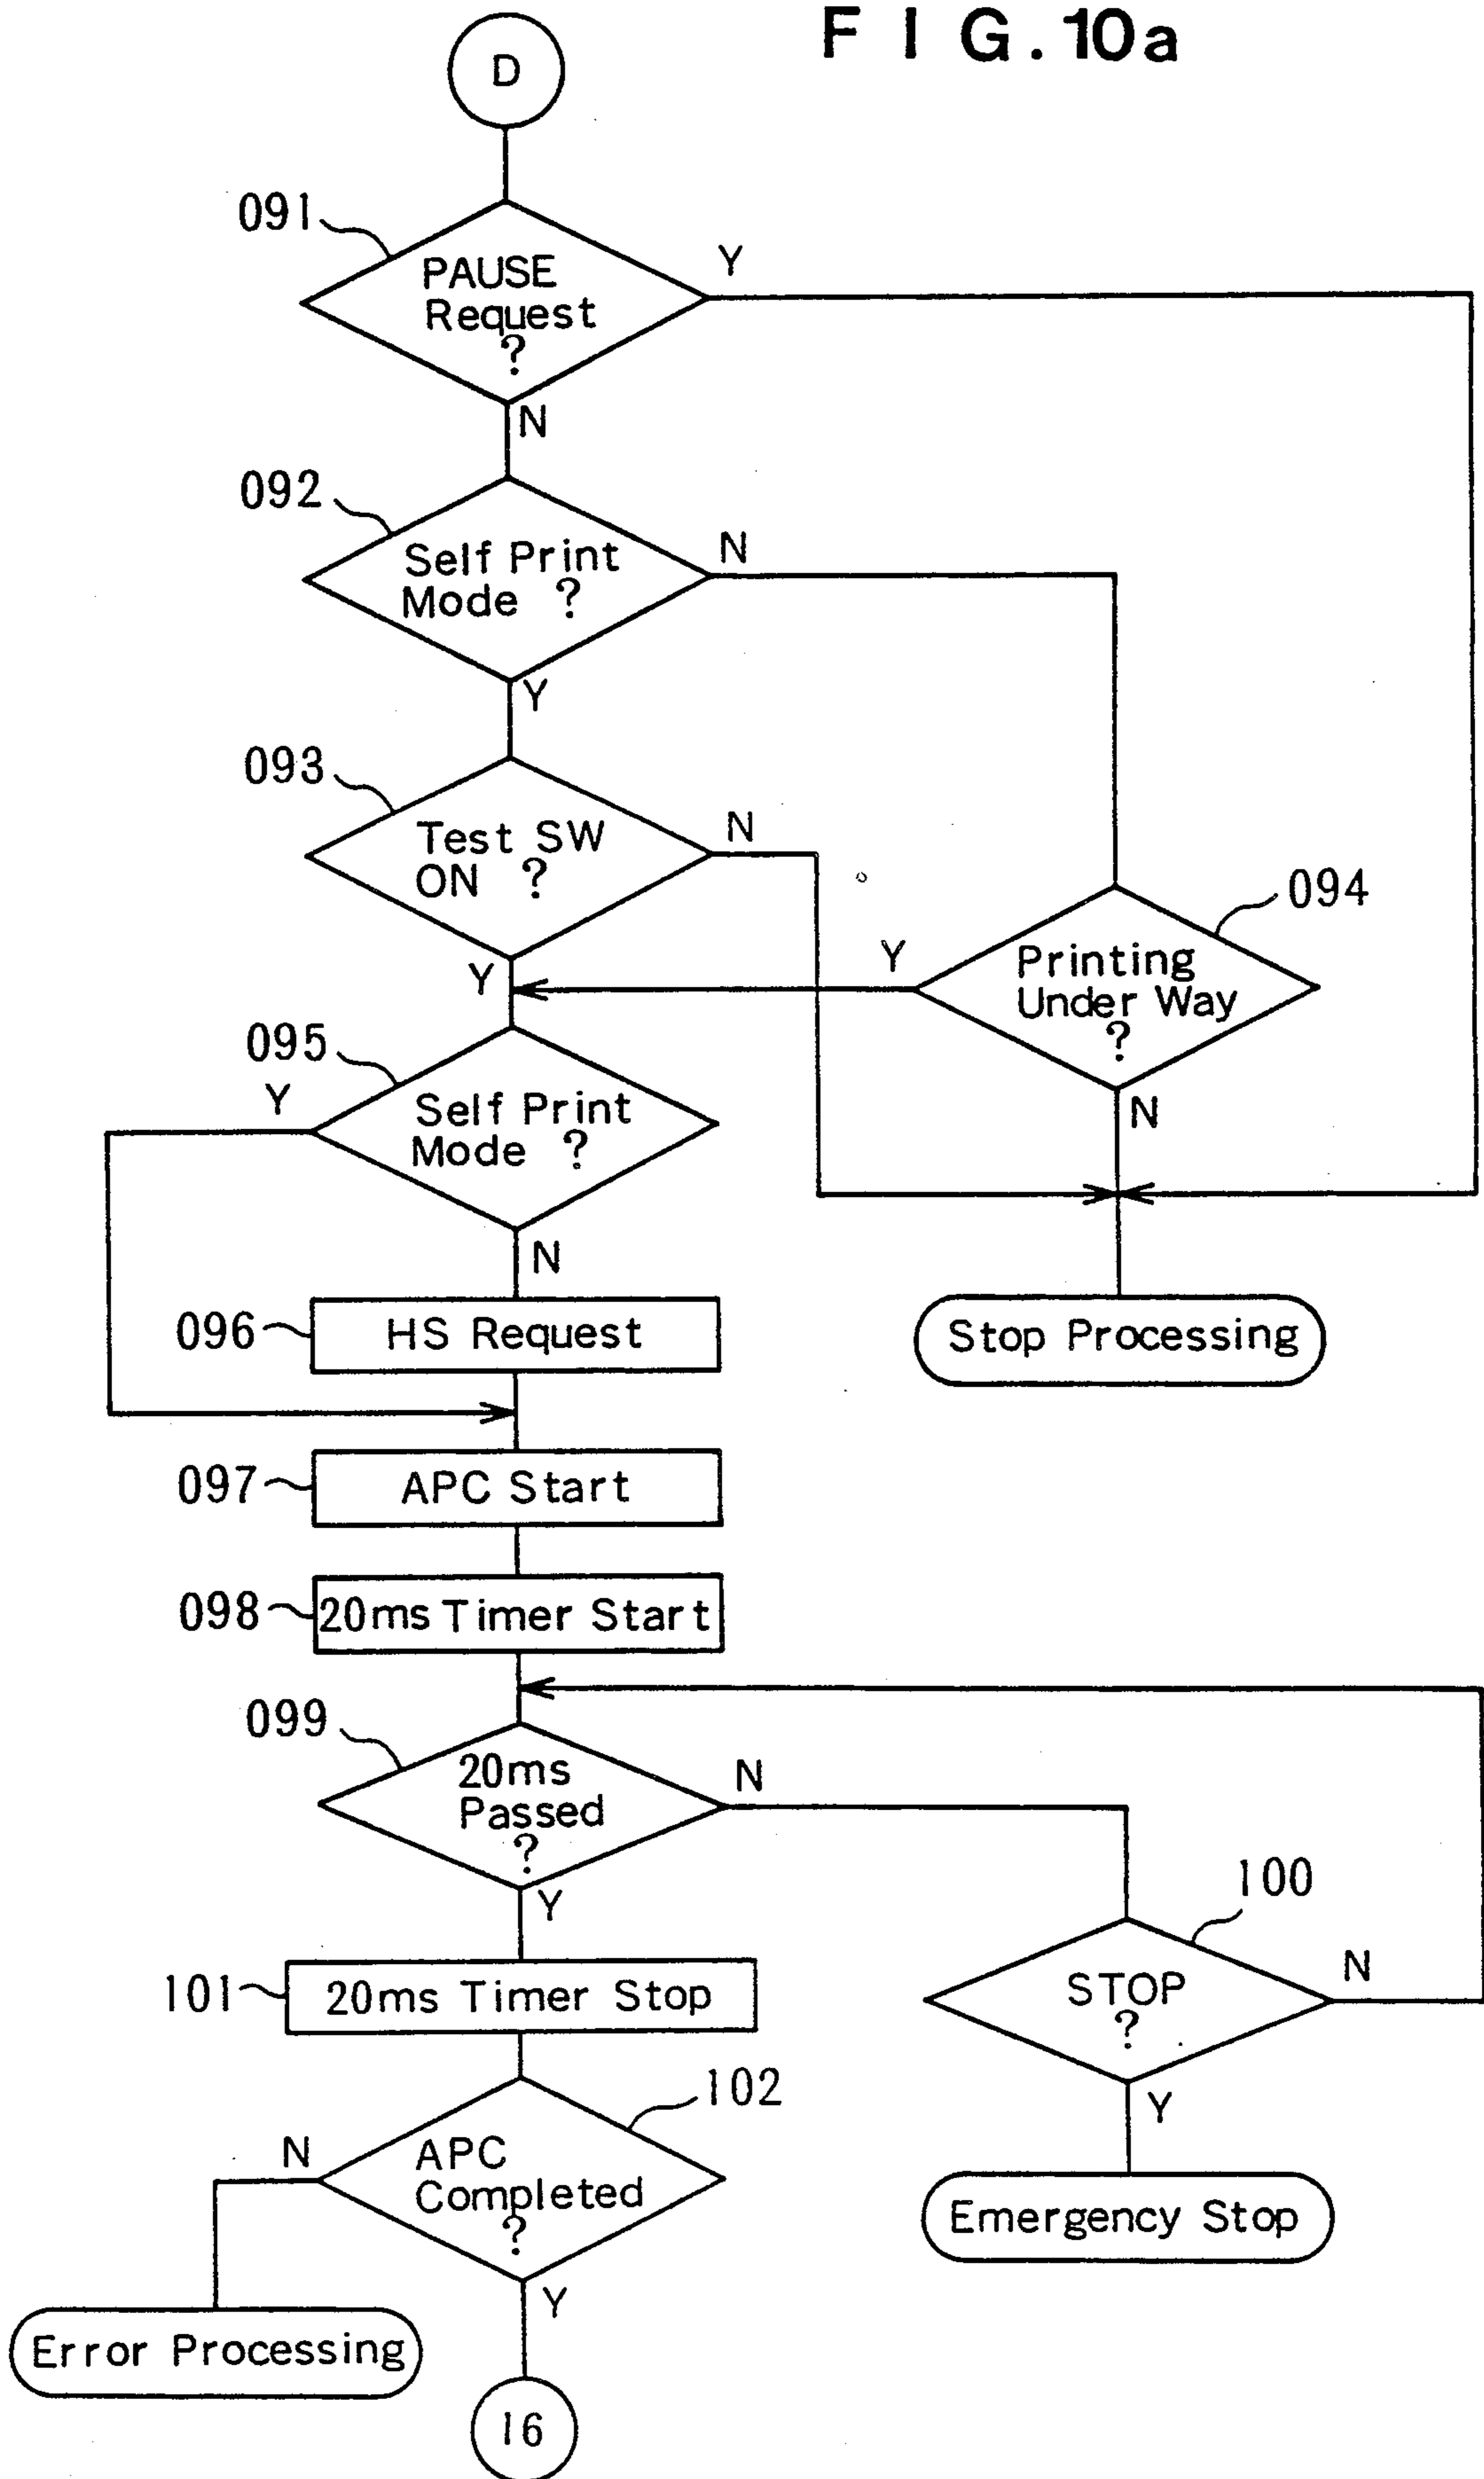 FIG.10a
D
091
PAUSE
Request
?
Y
N
092
Self Print
Mode ?
N
Y
093
Test SW
ON ?
N
Y
094
Printing
Under Way
?
Y
N
095
Self Print
Mode ?
Y
N
096
HS Request
Stop Processing
097
APC Start
098
20ms Timer Start
099
20ms
Passed
?
N
Y
100
STOP
?
N
Y
101
20ms Timer Stop
102
APC
Completed
?
N
Y
Emergency Stop
Error Processing
16